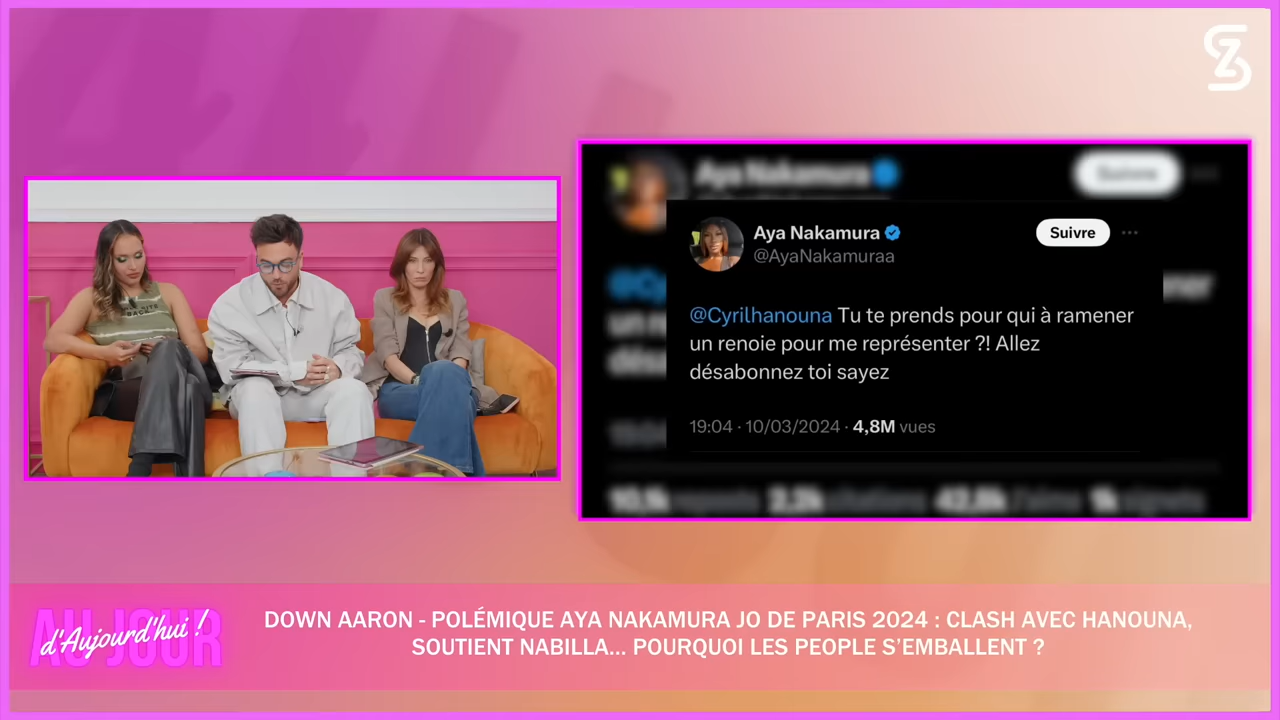 Aya Nakamura
Suivre
@AyaNakamuraa
@Cyrilhanouna Tu te prends pour qui à ramener
un renoie pour me représenter ?! Allez
désabonnez toi sayez
19:04 · 10/03/2024 · 4,8M vues
AU JOUR
d'Aujourd'hui !
DOWN AARON - POLÉMIQUE AYA NAKAMURA JO DE PARIS 2024 : CLASH AVEC HANOUNA,
SOUTIENT NABILLA... POURQUOI LES PEOPLE S'EMBALLENT ?